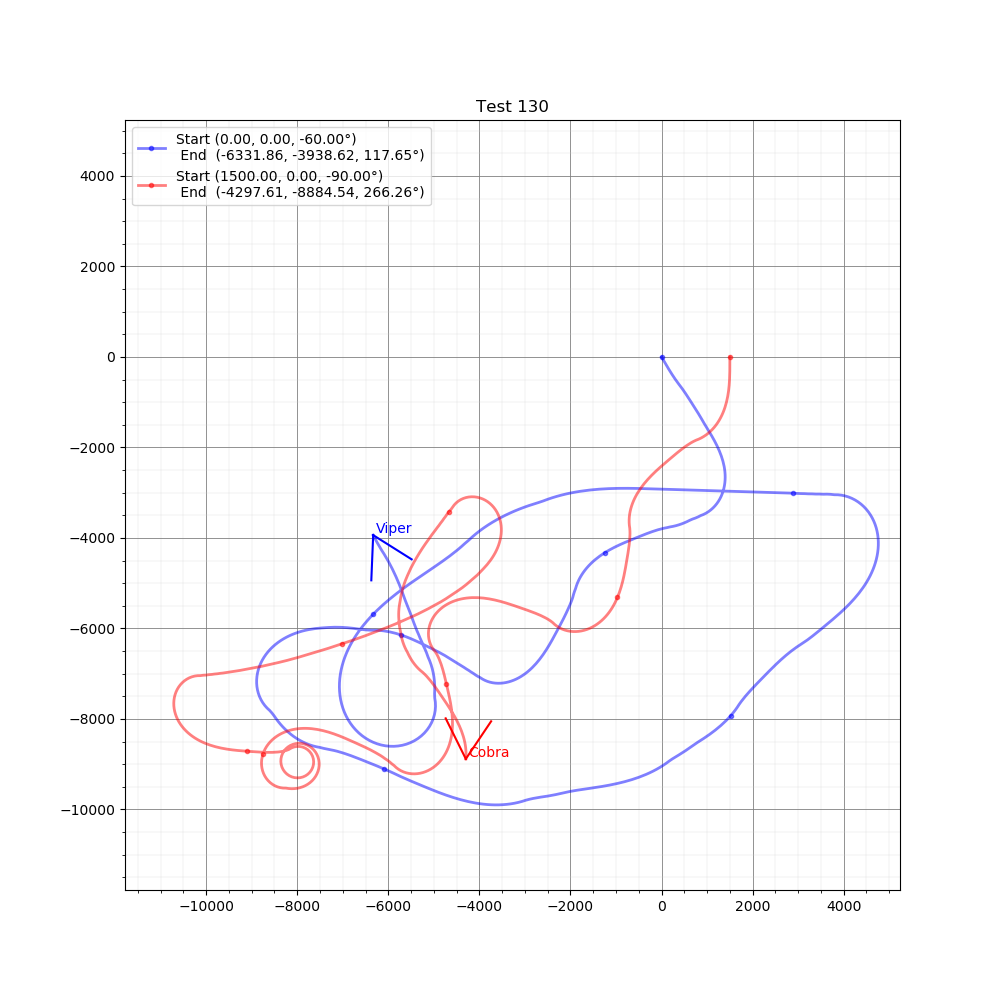 Test 130
Start (0.00, 0.00, -60.00°)
End (-6331.86, -3938.62, 117.65°)
Start (1500.00, 0.00, -90.00°)
End (-4297.61, -8884.54, 266.26°)
4000
2000
0
−2000
−4000
−6000
−8000
−10000
Viper
Cobra
−10000 −8000 −6000 −4000 −2000 0 2000 4000